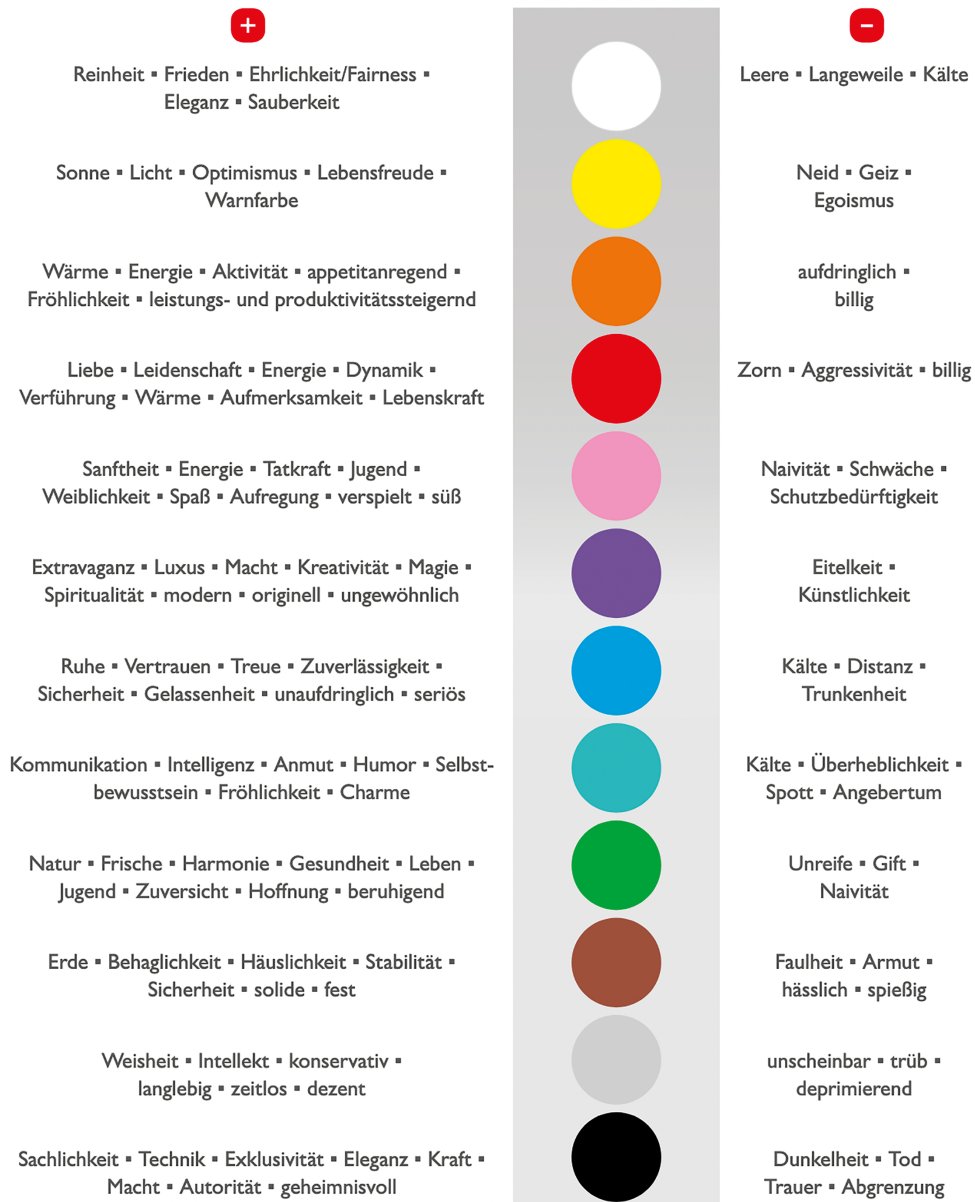 +
−
Reinheit ▪ Frieden ▪ Ehrlichkeit/Fairness ▪
Eleganz ▪ Sauberkeit
Leere ▪ Langeweile ▪ Kälte
Sonne ▪ Licht ▪ Optimismus ▪ Lebensfreude ▪
Warnfarbe
Neid ▪ Geiz ▪
Egoismus
Wärme ▪ Energie ▪ Aktivität ▪ appetitanregend ▪
Fröhlichkeit ▪ leistungs- und produktivitätssteigernd
aufdringlich ▪
billig
Liebe ▪ Leidenschaft ▪ Energie ▪ Dynamik ▪
Verführung ▪ Wärme ▪ Aufmerksamkeit ▪ Lebenskraft
Zorn ▪ Aggressivität ▪ billig
Sanftheit ▪ Energie ▪ Tatkraft ▪ Jugend ▪
Weiblichkeit ▪ Spaß ▪ Aufregung ▪ verspielt ▪ süß
Naivität ▪ Schwäche ▪
Schutzbedürftigkeit
Extravaganz ▪ Luxus ▪ Macht ▪ Kreativität ▪ Magie ▪
Spiritualität ▪ modern ▪ originell ▪ ungewöhnlich
Eitelkeit ▪
Künstlichkeit
Ruhe ▪ Vertrauen ▪ Treue ▪ Zuverlässigkeit ▪
Sicherheit ▪ Gelassenheit ▪ unaufdringlich ▪ seriös
Kälte ▪ Distanz ▪
Trunkenheit
Kommunikation ▪ Intelligenz ▪ Anmut ▪ Humor ▪ Selbst-
bewusstsein ▪ Fröhlichkeit ▪ Charme
Kälte ▪ Überheblichkeit ▪
Spott ▪ Angebertum
Natur ▪ Frische ▪ Harmonie ▪ Gesundheit ▪ Leben ▪
Jugend ▪ Zuversicht ▪ Hoffnung ▪ beruhigend
Unreife ▪ Gift ▪
Naivität
Erde ▪ Behaglichkeit ▪ Häuslichkeit ▪ Stabilität ▪
Sicherheit ▪ solide ▪ fest
Faulheit ▪ Armut ▪
hässlich ▪ spießig
Weisheit ▪ Intellekt ▪ konservativ ▪
langlebig ▪ zeitlos ▪ dezent
unscheinbar ▪ trüb ▪
deprimierend
Sachlichkeit ▪ Technik ▪ Exklusivität ▪ Eleganz ▪ Kraft ▪
Macht ▪ Autorität ▪ geheimnisvoll
Dunkelheit ▪ Tod ▪
Trauer ▪ Abgrenzung